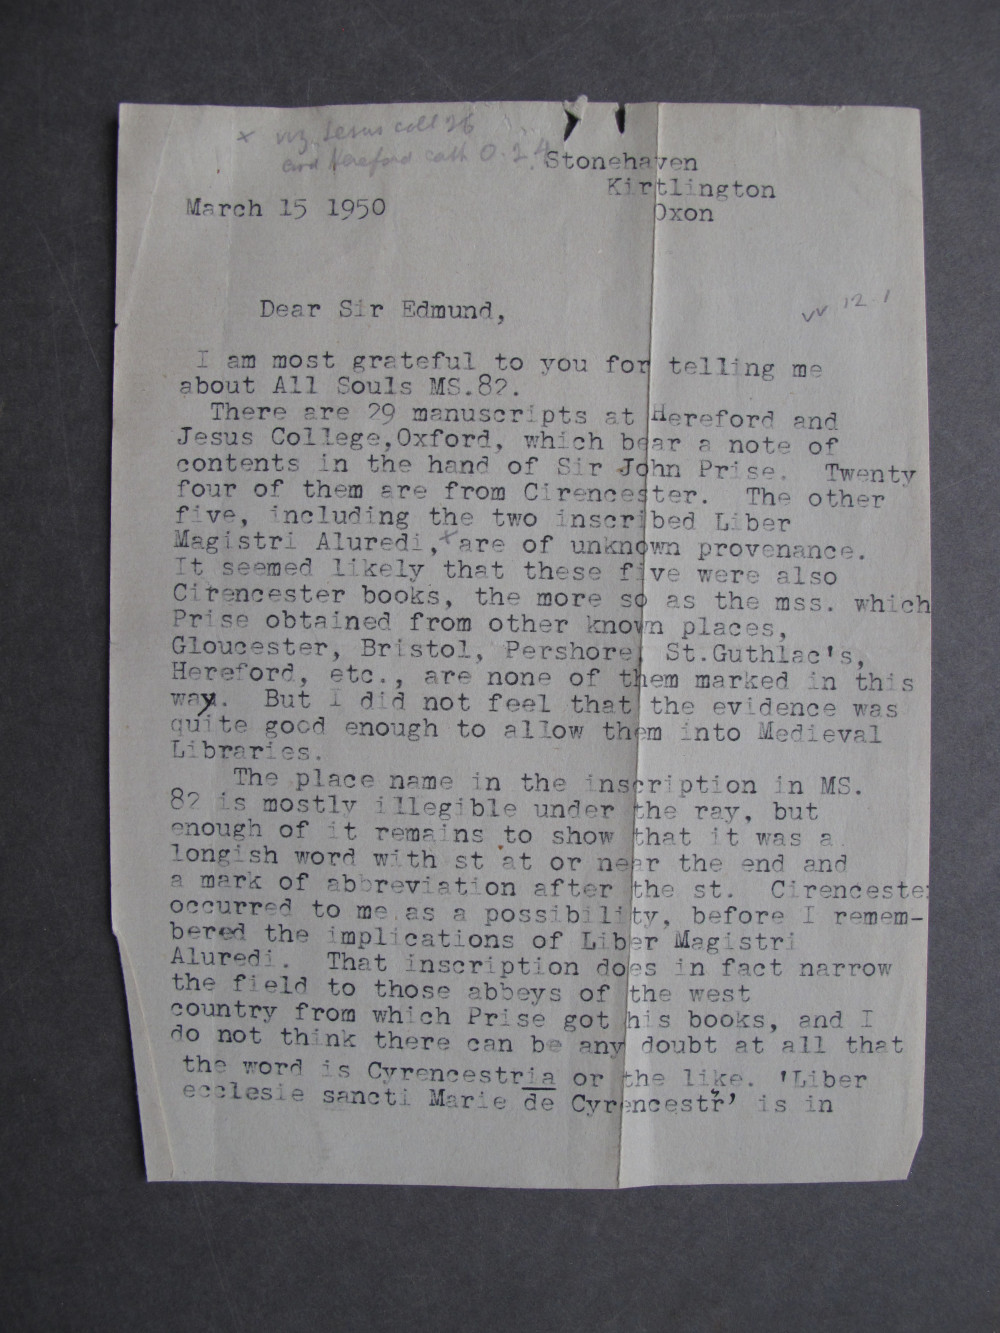 x viz. Jesus coll 26
and Hereford cath O.2.4
Stonehaven
Kirtlington
Oxon
March 15 1950
Dear Sir Edmund,
vv 12.1
I am most grateful to you for telling me
about All Souls MS.82.
There are 29 manuscripts at Hereford and
Jesus College,Oxford, which bear a note of
contents in the hand of Sir John Prise. Twenty
four of them are from Cirencester. The other
five, including the two inscribed Liber
Magistri Aluredi,x are of unknown provenance.
It seemed likely that these five were also
Cirencester books, the more so as the mss. which
Prise obtained from other known places,
Gloucester, Bristol, Pershore, St.Guthlac's,
Hereford, etc., are none of them marked in this
way. But I did not feel that the evidence was
quite good enough to allow them into Medieval
Libraries.
The place name in the inscription in MS.
82 is mostly illegible under the ray, but
enough of it remains to show that it was a
longish word with st at or near the end and
a mark of abbreviation after the st. Cirenceste
occurred to me as a possibility, before I remem-
bered the implications of Liber Magistri
Aluredi. That inscription does in fact narrow
the field to those abbeys of the west
country from which Prise got his books, and I
do not think there can be any doubt at all that
the word is Cyrencestria or the like. 'Liber
ecclesie sancti Marie de Cyrencestr' is in